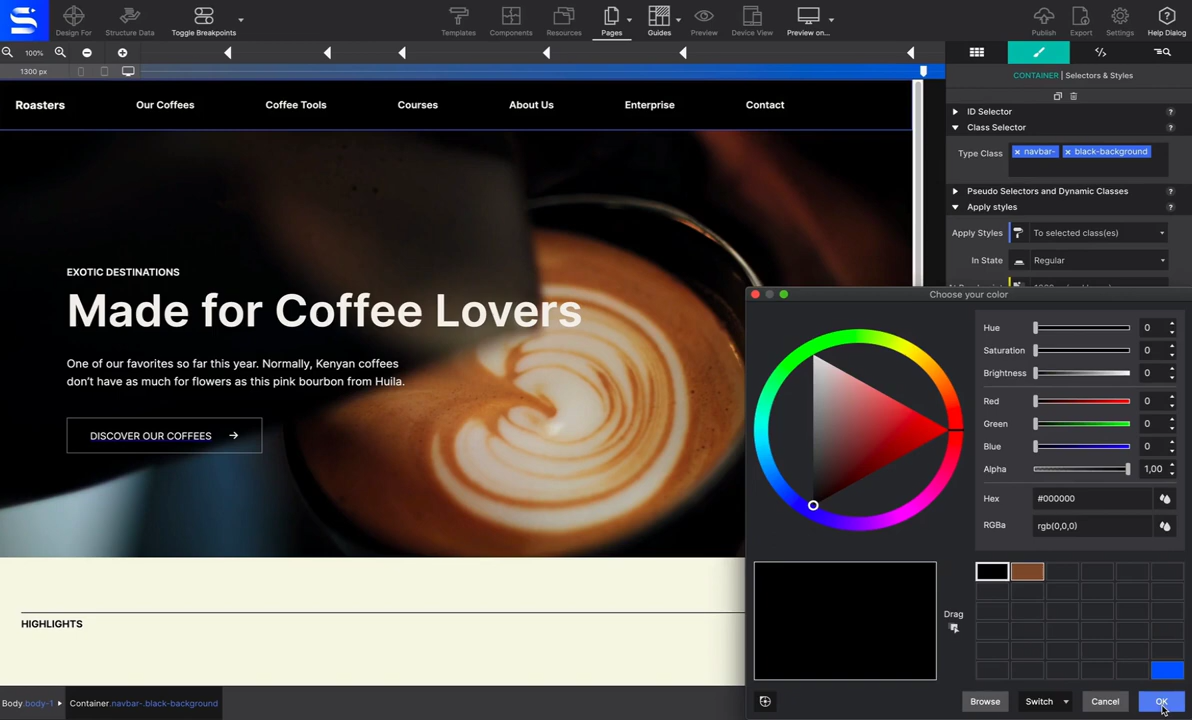 Design For
Structure Data
Toggle Breakpoints
Templates
Components
Resources
Pages
Guides
Preview
Device View
Preview on...
Publish
Export
Settings
Help Dialog
100%
1300 px
CONTAINER | Selectors & Styles
ID Selector
Class Selector
Type Class × navbar- × black-background
Pseudo Selectors and Dynamic Classes
Apply styles
Apply Styles To selected class(es)
In State Regular
Roasters
Our Coffees
Coffee Tools
Courses
About Us
Enterprise
Contact
EXOTIC DESTINATIONS
Made for Coffee Lovers
One of our favorites so far this year. Normally, Kenyan coffees
don't have as much for flowers as this pink bourbon from Huila.
DISCOVER OUR COFFEES →
HIGHLIGHTS
Choose your color
Hue 0
Saturation 0
Brightness 0
Red 0
Green 0
Blue 0
Alpha 1,00
Hex #000000
RGBa rgb(0,0,0)
Drag
Browse
Switch
Cancel
OK
Body.body-1
Container.navbar-.black-background